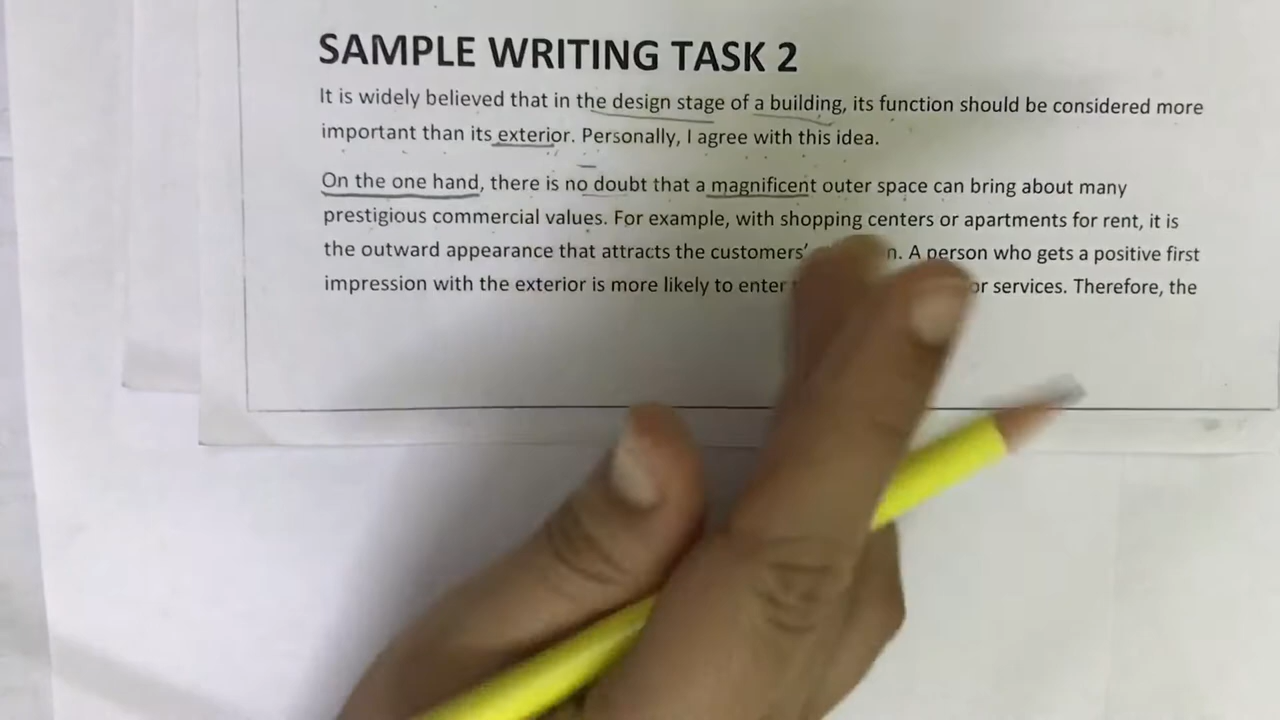 SAMPLE WRITING TASK 2
It is widely believed that in the design stage of a building, its function should be considered more
important than its exterior. Personally, I agree with this idea.
On the one hand, there is no doubt that a magnificent outer space can bring about many
prestigious commercial values. For example, with shopping centers or apartments for rent, it is
the outward appearance that attracts the customers’ A person who gets a positive first
impression with the exterior is more likely to enter or services. Therefore, the